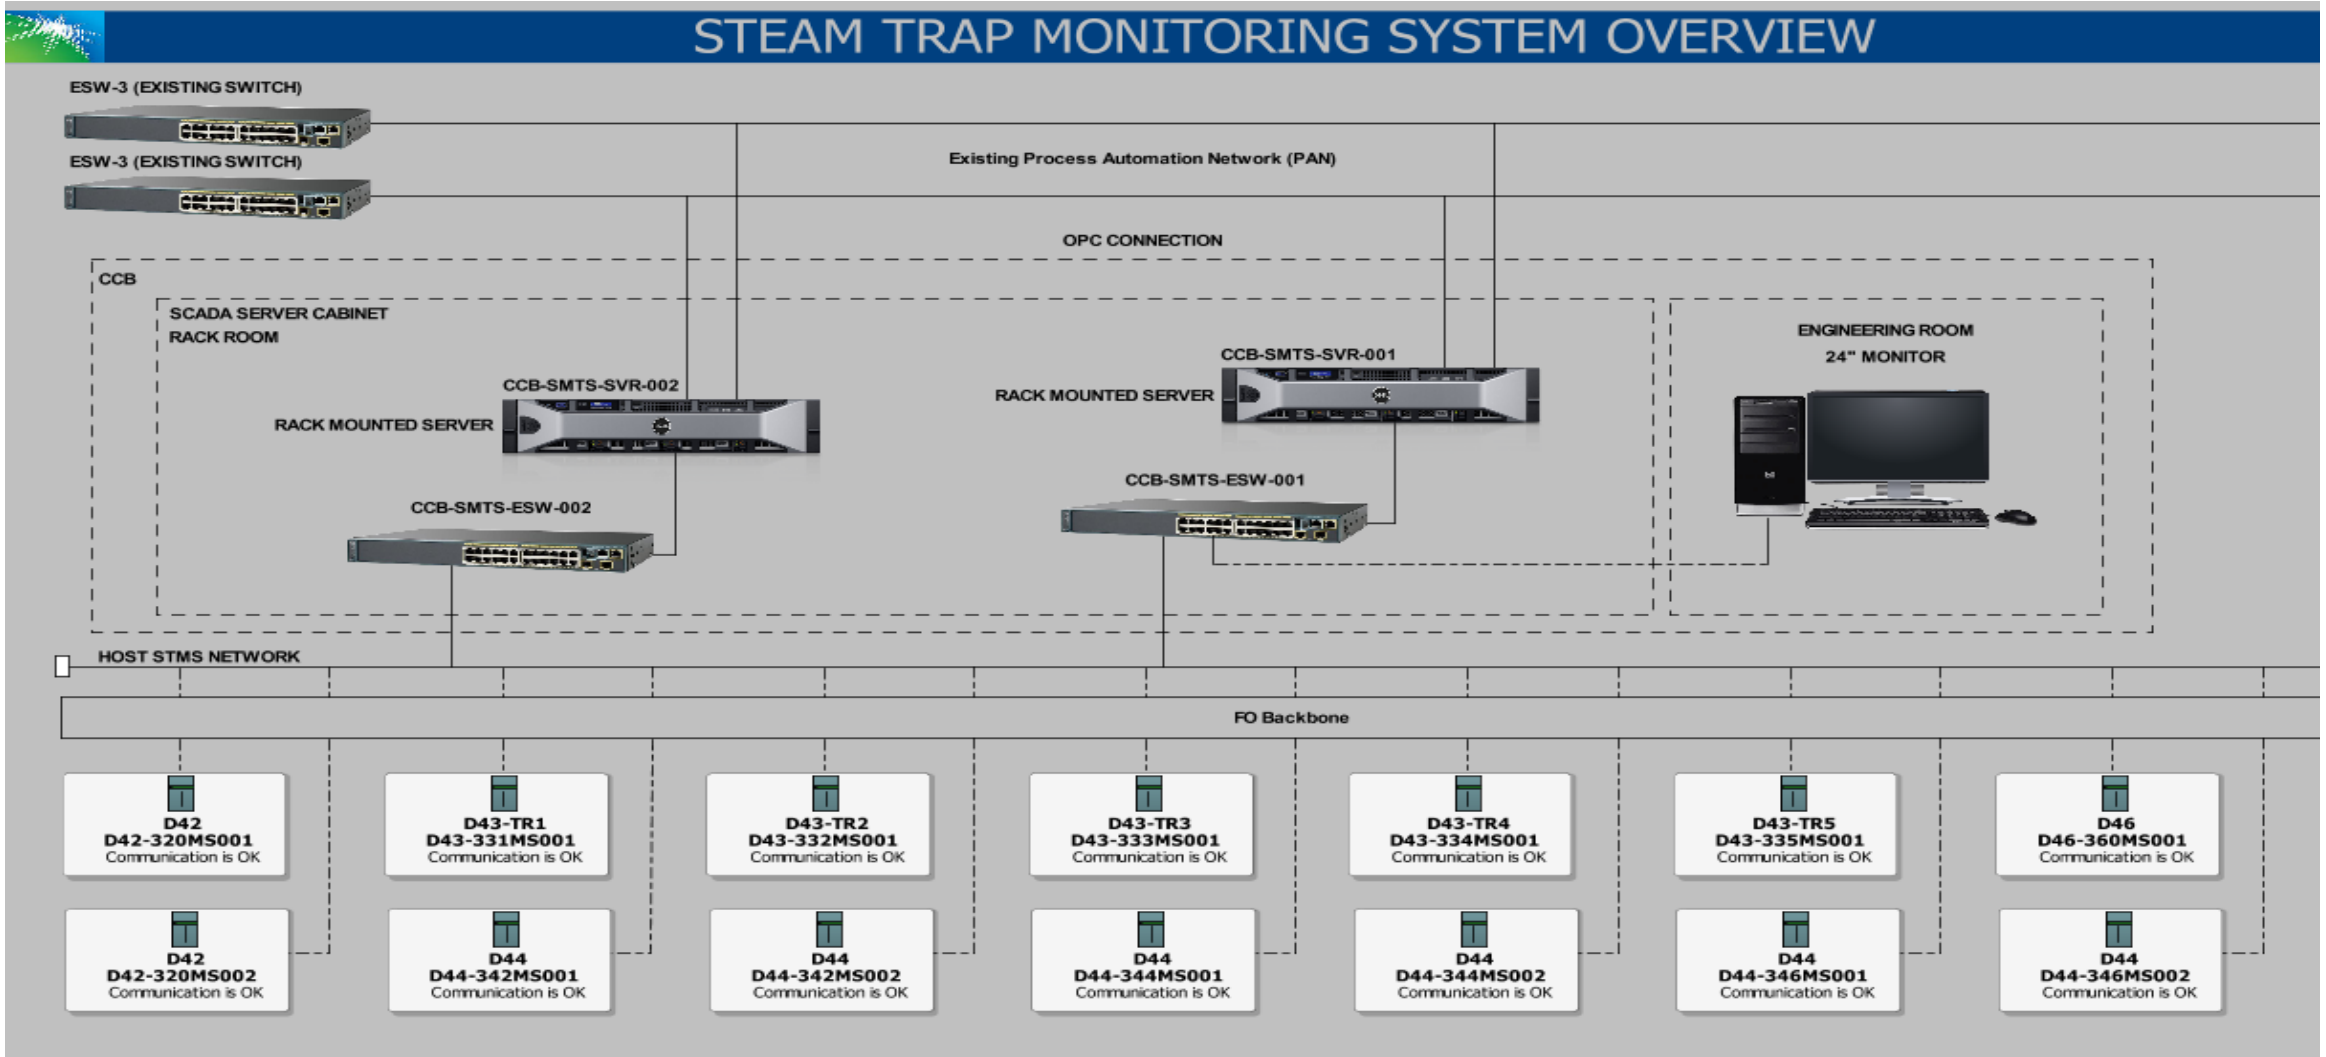 STEAM TRAP MONITORING SYSTEM OVERVIEW
ESW-3 (EXISTING SWITCH)
ESW-3 (EXISTING SWITCH)
Existing Process Automation Network (PAN)
OPC CONNECTION
CCB
SCADA SERVER CABINET
RACK ROOM
CCB-SMTS-SVR-002
RACK MOUNTED SERVER
CCB-SMTS-ESW-002
CCB-SMTS-SVR-001
RACK MOUNTED SERVER
CCB-SMTS-ESW-001
ENGINEERING ROOM
24" MONITOR
HOST STMS NETWORK
FO Backbone
D42
D42-320MS001
Communication is OK
D43-TR1
D43-331MS001
Communication is OK
D43-TR2
D43-332MS001
Communication is OK
D43-TR3
D43-333MS001
Communication is OK
D43-TR4
D43-334MS001
Communication is OK
D43-TR5
D43-335MS001
Communication is OK
D46
D46-360MS001
Communication is OK
D42
D42-320MS002
Communication is OK
D44
D44-342MS001
Communication is OK
D44
D44-342MS002
Communication is OK
D44
D44-344MS001
Communication is OK
D44
D44-344MS002
Communication is OK
D44
D44-346MS001
Communication is OK
D44
D44-346MS002
Communication is OK